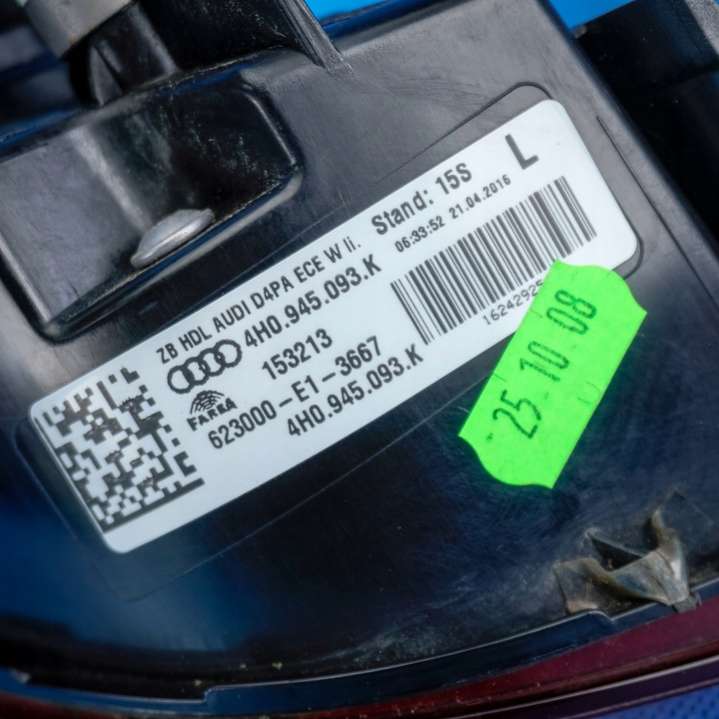 ZB HDL AUDI D4PA ECE W ii.
Stand: 15S
L
4H0.945.093.K
06:33:52 21.04.2016
153213
FARBA
623000-E1-3667
4H0.945.093.K
25 10 08
L
E